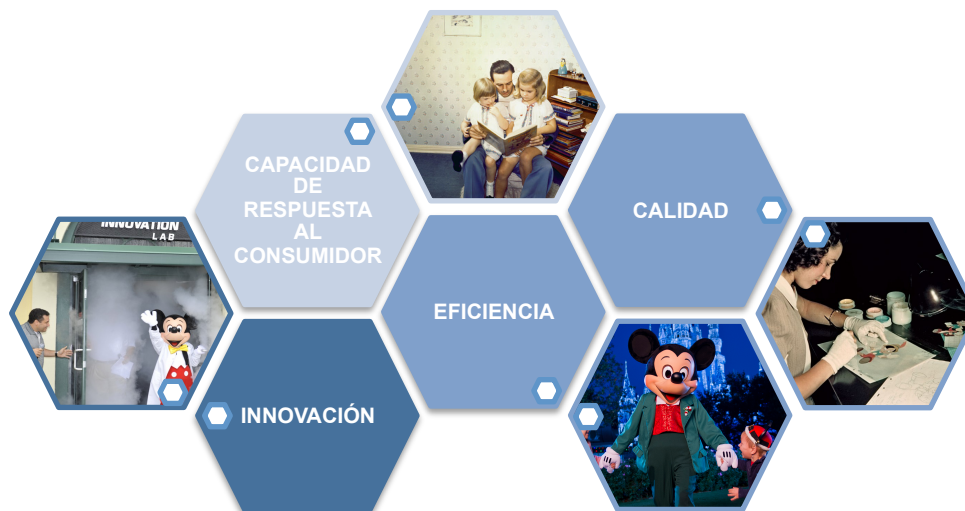 CAPACIDAD
DE
RESPUESTA
AL
CONSUMIDOR
CALIDAD
INNOVATION
LAB
EFICIENCIA
INNOVACIÓN